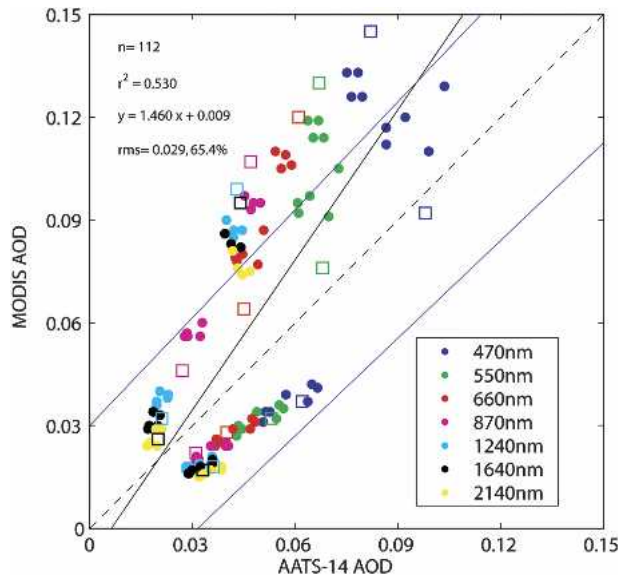 0.15
0.12
0.09
0.06
0.03
0
MODIS AOD
n= 112
r² = 0.530
y = 1.460 x + 0.009
rms= 0.029,65.4%
470nm
550nm
660nm
870nm
1240nm
1640nm
2140nm
0 0.03 0.06 0.09 0.12 0.15
AATS-14 AOD